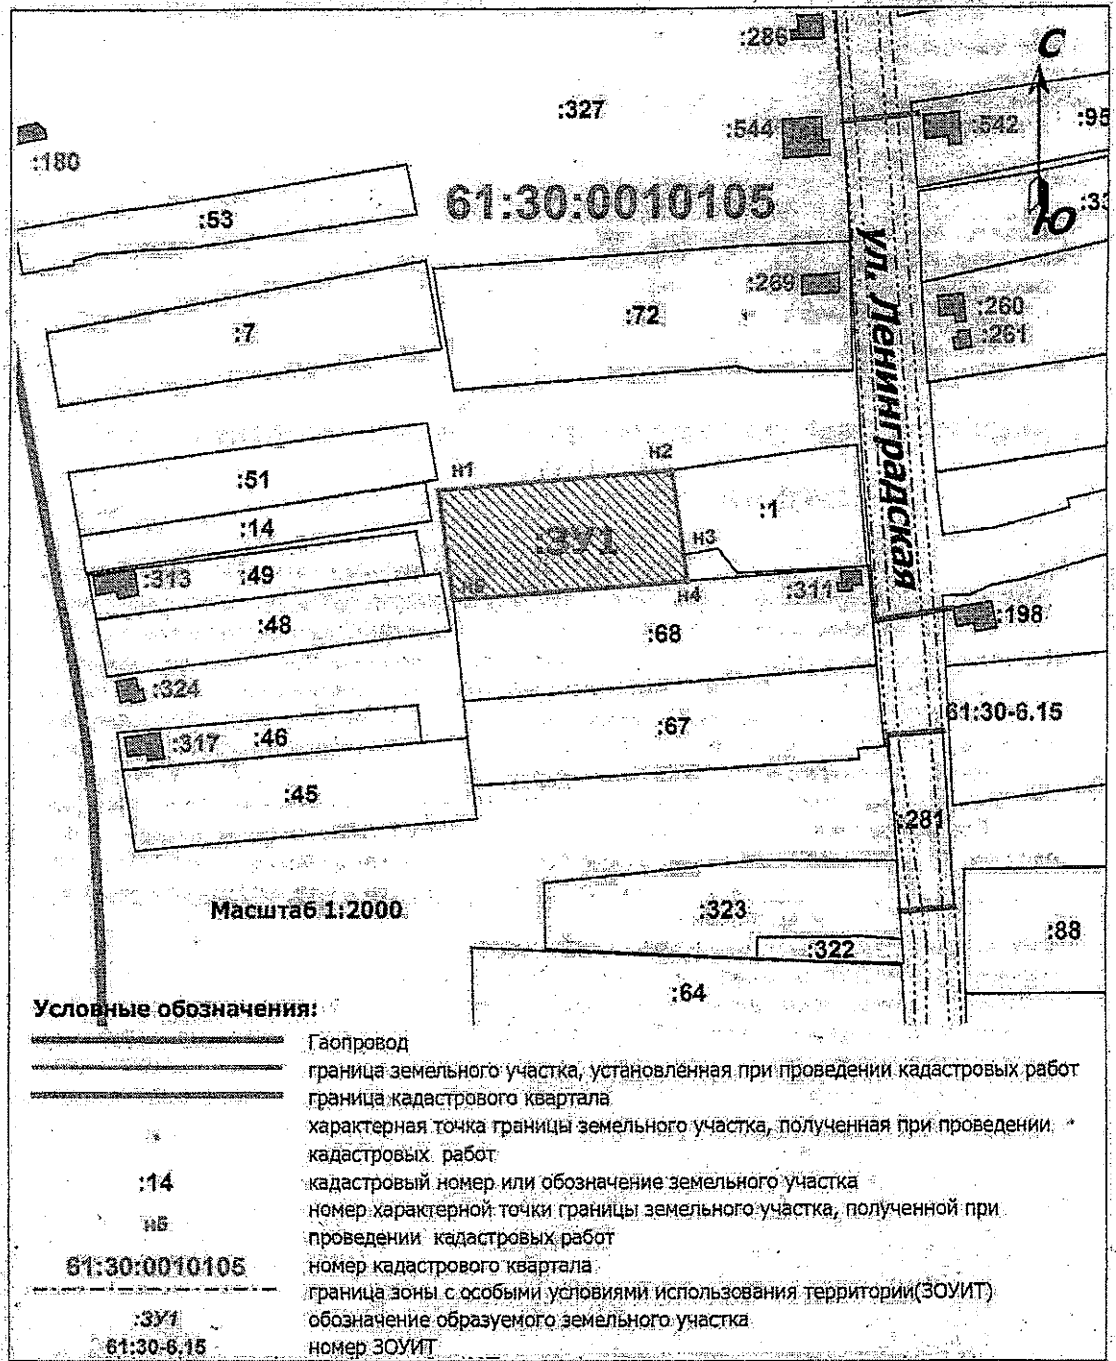 :286
С
:327
:544
:542
:95
:180
:53
61:30:0010105
:33
Ю
:269
:72
:7
:260
:261
ул. Ленинградская
н1
н2
:51
:14
:1
:ЗУ1
н3
:313
:49
н5
н4
:311
:48
:68
:198
:324
:67
61:30-6.15
:317
:46
:45
:281
Масштаб 1:2000
:323
:88
:322
:64
Условные обозначения:
Гаопровод
граница земельного участка, установленная при проведении кадастровых работ
граница кадастрового квартала
характерная точка границы земельного участка, полученная при проведении
кадастровых работ
:14 кадастровый номер или обозначение земельного участка
н5 номер характерной точки границы земельного участка, полученной при
проведении кадастровых работ
61:30:0010105 номер кадастрового квартала
граница зоны с особыми условиями использования территории(ЗОУИТ)
:ЗУ1 обозначение образуемого земельного участка
61:30-6.15 номер ЗОУИТ